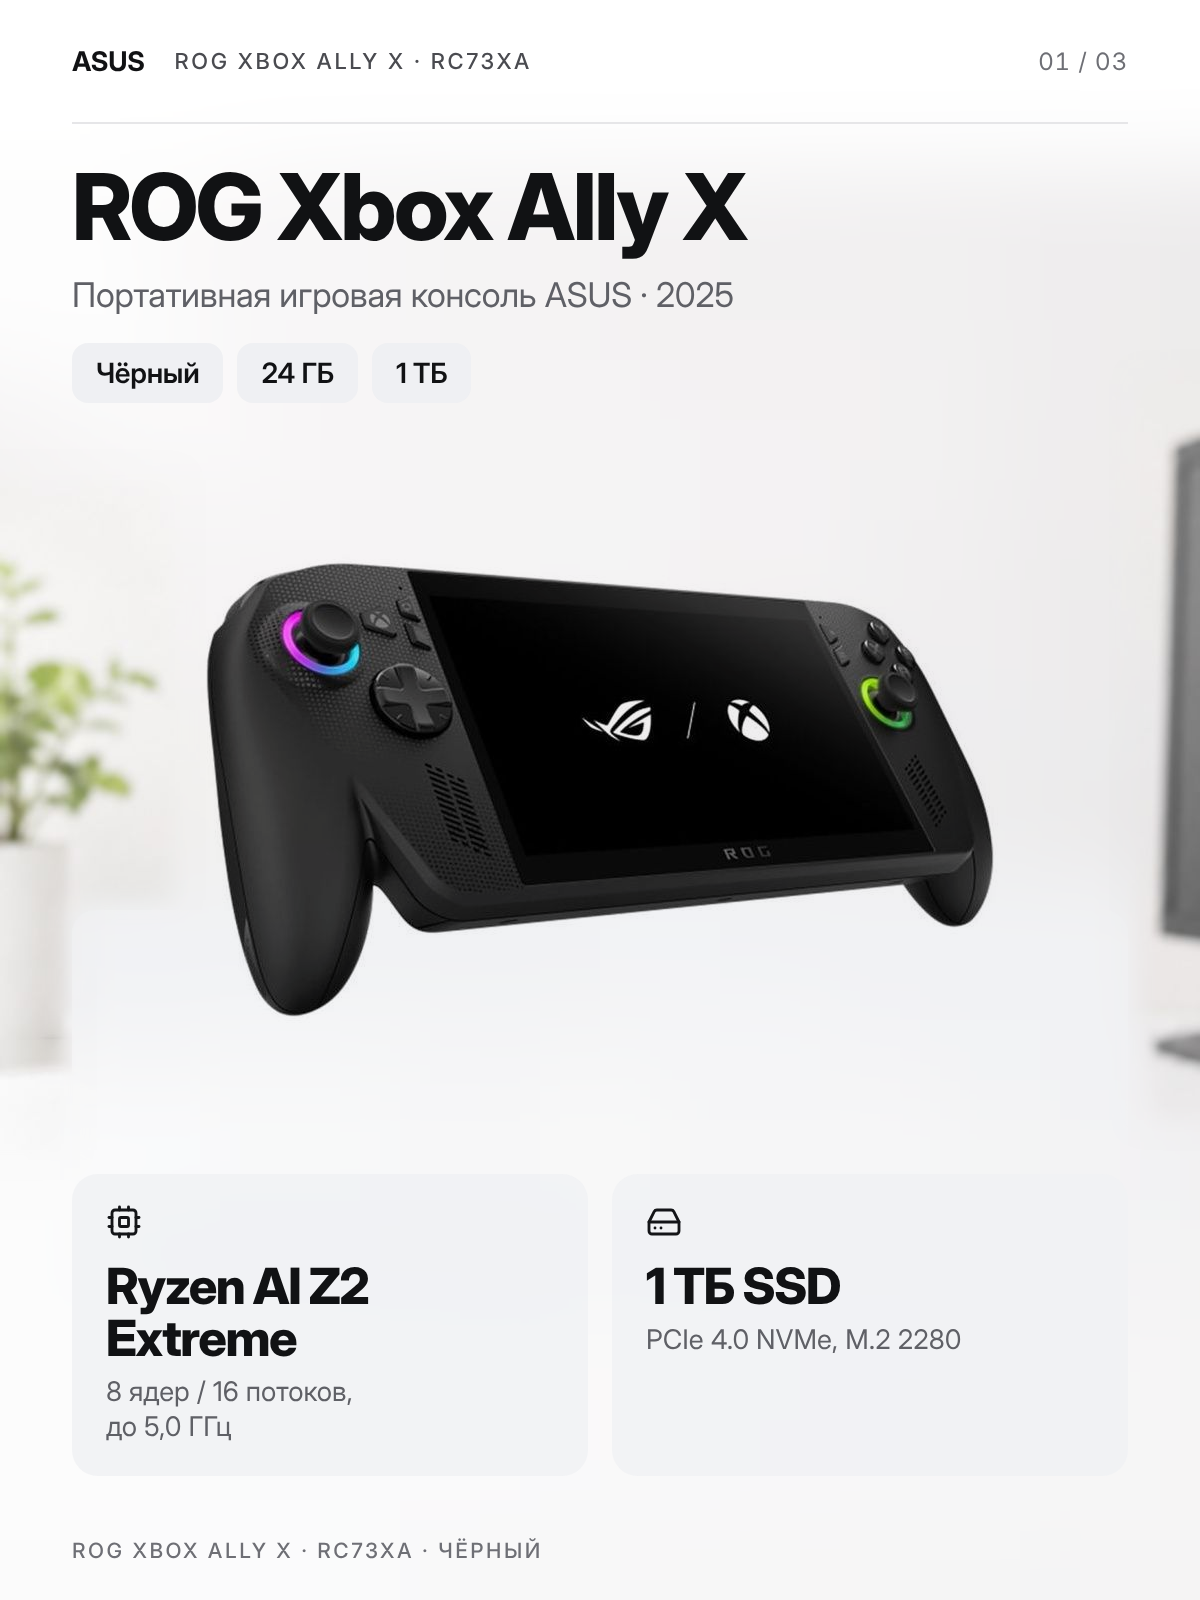 ASUS ROG XBOX ALLY X · RC73XA 01 / 03
ROG Xbox Ally X
Портативная игровая консоль ASUS · 2025
Чёрный 24 ГБ 1 ТБ
ROG
Ryzen AI Z2
Extreme
8 ядер / 16 потоков,
до 5,0 ГГц
1 ТБ SSD
PCIe 4.0 NVMe, M.2 2280
ROG XBOX ALLY X · RC73XA · ЧЁРНЫЙ